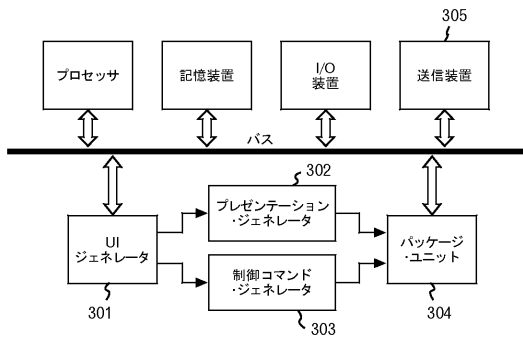 305
プロセッサ
記憶装置
I/O
装置
送信装置
バス
302
プレゼンテーション
・ジェネレータ
UI
ジェネレータ
パッケージ
・ユニット
制御コマンド
・ジェネレータ
301
303
304